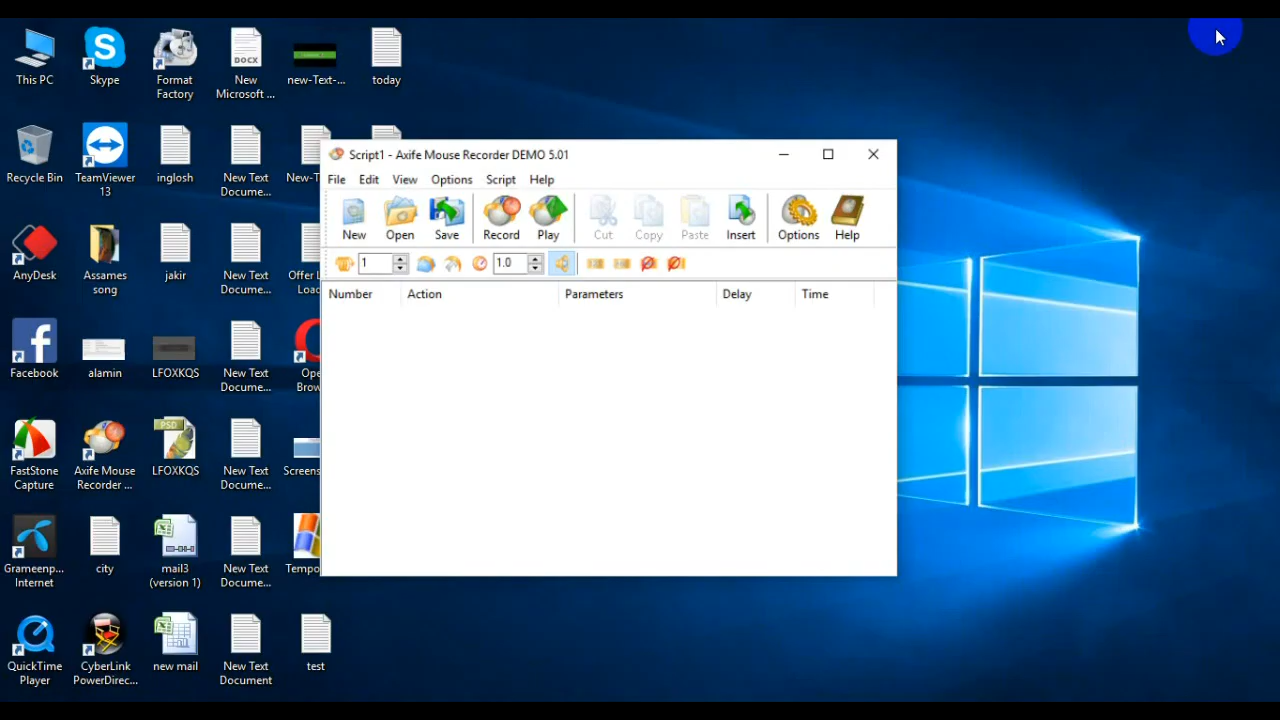 This PC
Skype
Format
Factory
DOCX
New
Microsoft ...
new-Text-...
today
Recycle Bin
TeamViewer
13
inglosh
New Text
Docume...
New-T
AnyDesk
Assames
song
jakir
New Text
Docume...
Offer L
Loac
Facebook
alamin
LFOXKQS
New Text
Docume...
Ope
Brow
FastStone
Capture
Axife Mouse
Recorder ...
PSD
LFOXKQS
New Text
Docume...
Screens
Grameenp...
Internet
city
mail3
(version 1)
New Text
Docume...
Tempo
QuickTime
Player
CyberLink
PowerDirec...
new mail
New Text
Document
test
Script1 - Axife Mouse Recorder DEMO 5.01
File Edit View Options Script Help
New Open Save Record Play Cut Copy Paste Insert Options Help
1 1.0
Number Action Parameters Delay Time